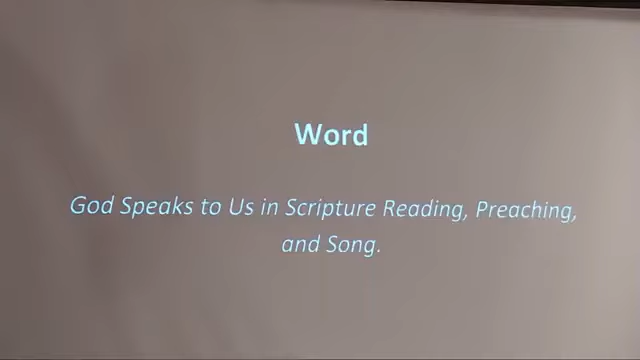 Word
God Speaks to Us in Scripture Reading, Preaching,
and Song.